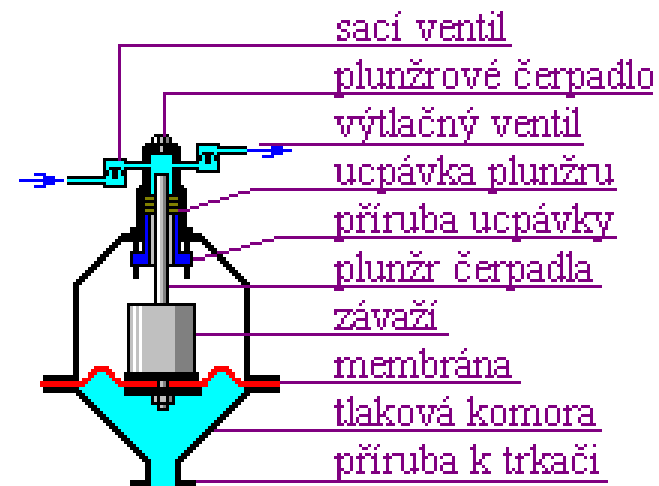 sací ventil
plunžrové čerpadlo
výtlačný ventil
ucpávka plunžru
příruba ucpávky
plunžr čerpadla
závaží
membrána
tlaková komora
příruba k trkači